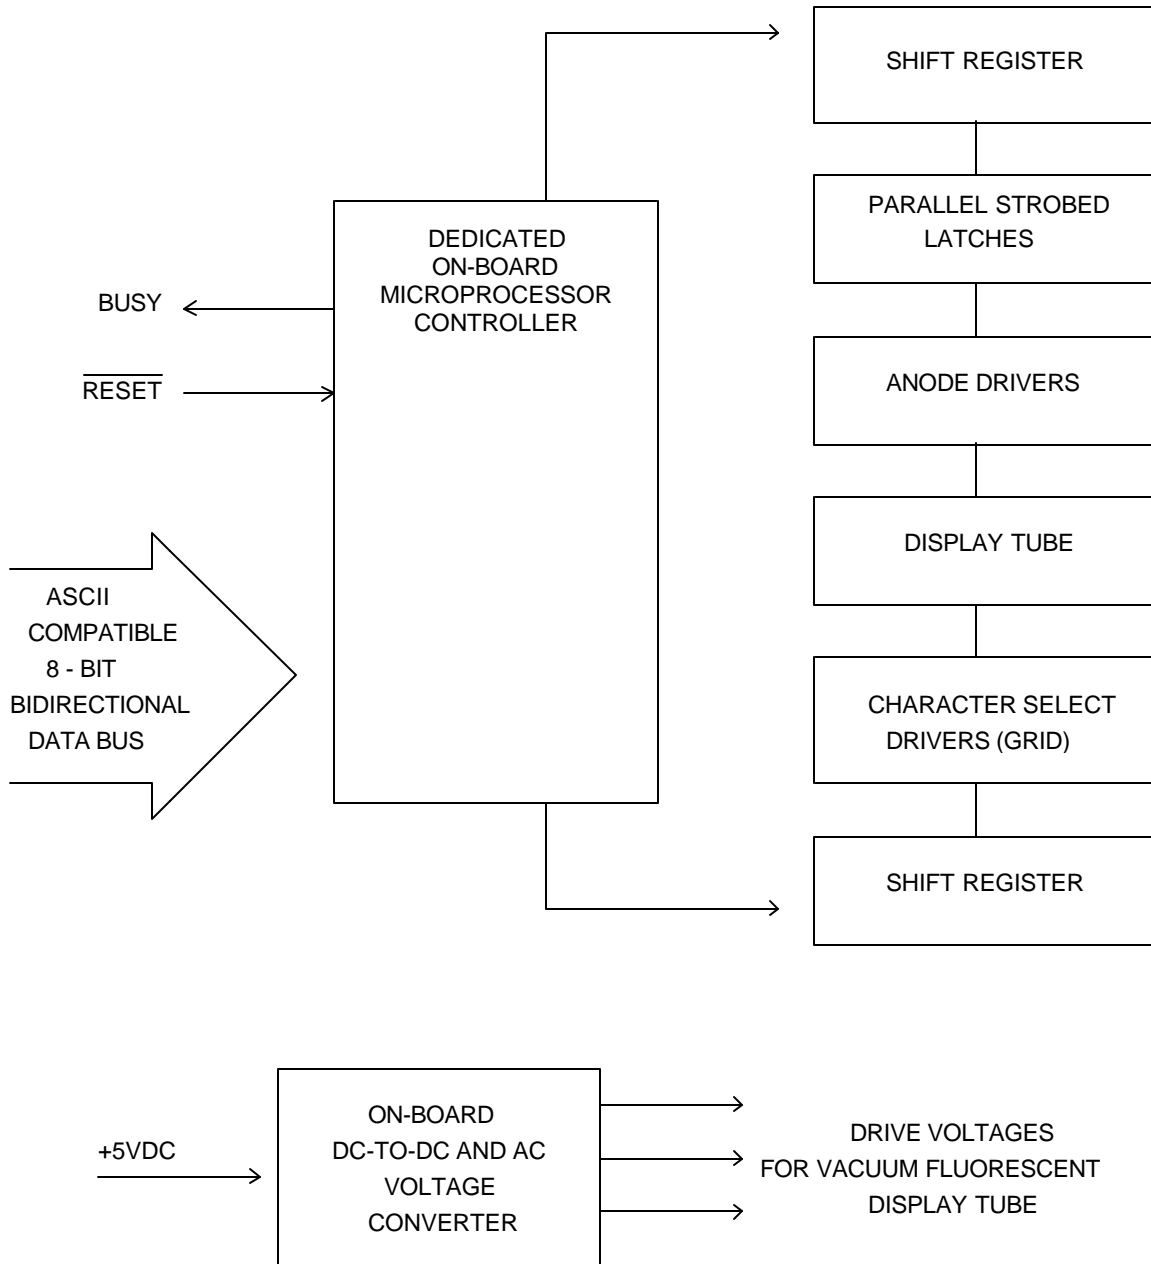 SHIFT REGISTER
PARALLEL STROBED
LATCHES
DEDICATED
ON-BOARD
MICROPROCESSOR
CONTROLLER
BUSY
RESET
ANODE DRIVERS
DISPLAY TUBE
ASCII
COMPATIBLE
8 - BIT
BIDIRECTIONAL
DATA BUS
CHARACTER SELECT
DRIVERS (GRID)
SHIFT REGISTER
+5VDC
ON-BOARD
DC-TO-DC AND AC
VOLTAGE
CONVERTER
DRIVE VOLTAGES
FOR VACUUM FLUORESCENT
DISPLAY TUBE